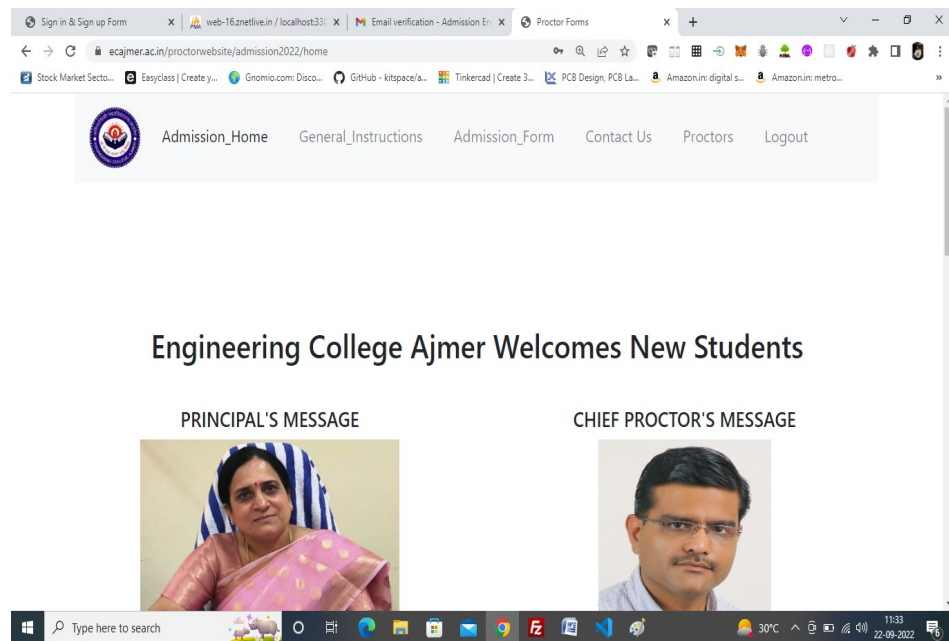 Sign in & Sign up Form
web-16.znetlive.in / localhost:330
Email verification - Admission En
Proctor Forms
ecajmer.ac.in/proctorwebsite/admission2022/home
Stock Market Secto...
Easyclass | Create y...
Gnomio.com: Disco...
GitHub - kitspace/a...
Tinkercad | Create 3...
PCB Design, PCB La...
Amazon.in: digital s...
Amazon.in: metro...
Admission_Home
General_Instructions
Admission_Form
Contact Us
Proctors
Logout
Engineering College Ajmer Welcomes New Students
PRINCIPAL'S MESSAGE
CHIEF PROCTOR'S MESSAGE
Type here to search
30°C
11:33
22-09-2022